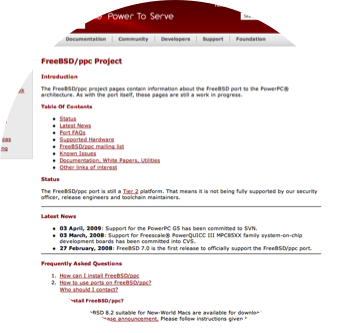 Power To Serve
Documentation Community Developers Support Foundation
FreeBSD/ppc Project
Introduction
The FreeBSD/ppc project pages contain information about the FreeBSD port to the PowerPC®
architecture. As with the port itself, these pages are still a work in progress.
Table Of Contents
Status
Latest News
Port FAQs
Supported Hardware
FreeBSD/ppc mailing list
Known Issues
Documentation, White Papers, Utilities
Other links of interest
Status
The FreeBSD/ppc port is still a Tier 2 platform. That means it is not being fully supported by our security
officer, release engineers and toolchain maintainers.
Latest News
03 April, 2009: Support for the PowerPC G5 has been committed to SVN.
03 March, 2008: Support for Freescale® PowerQUICC III MPC85XX family system-on-chip
development boards has been committed into CVS.
27 February, 2008: FreeBSD 7.0 is the first release to officially support the FreeBSD/ppc port.
Frequently Asked Questions
1. How can I install FreeBSD/ppc
2. How to use ports on FreeBSD/ppc?
Who should I contact?
install FreeBSD/ppc?
BSD 8.2 suitable for New-World Macs are available for
announcement. Please follow instructions given